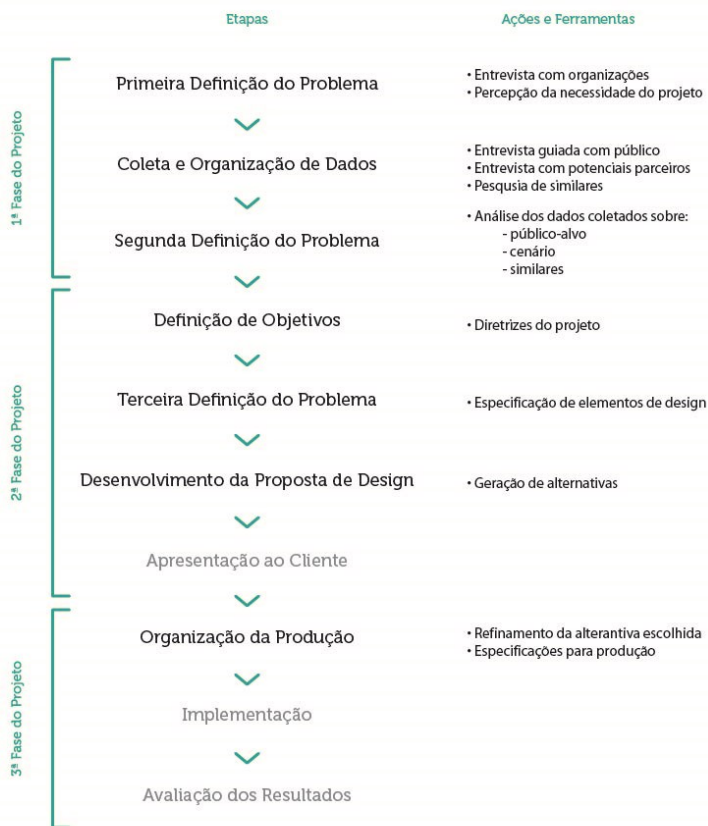 Etapas
Ações e Ferramentas
1ª Fase do Projeto
Primeira Definição do Problema
• Entrevista com organizações
• Percepção da necessidade do projeto
Coleta e Organização de Dados
• Entrevista guiada com público
• Entrevista com potenciais parceiros
• Pesqusia de similares
Segunda Definição do Problema
• Análise dos dados coletados sobre:
- público-alvo
- cenário
- similares
2ª Fase do Projeto
Definição de Objetivos
• Diretrizes do projeto
Terceira Definição do Problema
• Especificação de elementos de design
Desenvolvimento da Proposta de Design
• Geração de alternativas
Apresentação ao Cliente
3ª Fase do Projeto
Organização da Produção
• Refinamento da alterantiva escolhida
• Especificações para produção
Implementação
Avaliação dos Resultados